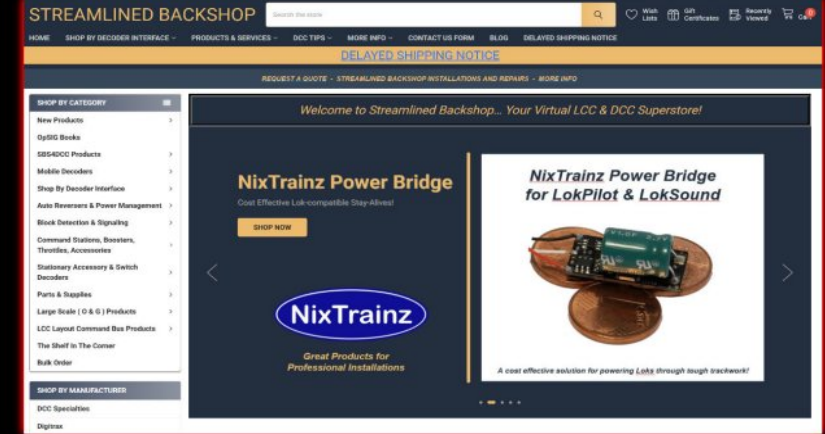 STREAMLINED BACKSHOP
Search the store
Wish Lists
Gift Certificates
Recently Viewed
0
HOME SHOP BY DECODER INTERFACE PRODUCTS & SERVICES DCC TIPS MORE INFO CONTACT US FORM BLOG DELAYED SHIPPING NOTICE
DELAYED SHIPPING NOTICE
REQUEST A QUOTE - STREAMLINED BACKSHOP INSTALLATIONS AND REPAIRS - MORE INFO
SHOP BY CATEGORY
New Products
OpSIG Books
SBS4DCC Products
Mobile Decoders
Shop By Decoder Interface
Auto Reversers & Power Management
Block Detection & Signaling
Command Stations, Boosters,
Throttles, Accessories
Stationary Accessory & Switch
Decoders
Parts & Supplies
Large Scale ( O & G ) Products
LCC Layout Command Bus Products
The Shelf In The Corner
Bulk Order
SHOP BY MANUFACTURER
DCC Specialties
Digitrax
Welcome to Streamlined Backshop... Your Virtual LCC & DCC Superstore!
NixTrainz Power Bridge
Cost Effective Lok-compatible Stay-Alives!
SHOP NOW
NixTrainz
Great Products for
Professional Installations
NixTrainz Power Bridge
for LokPilot & LokSound
A cost effective solution for powering Loks through tough trackwork!